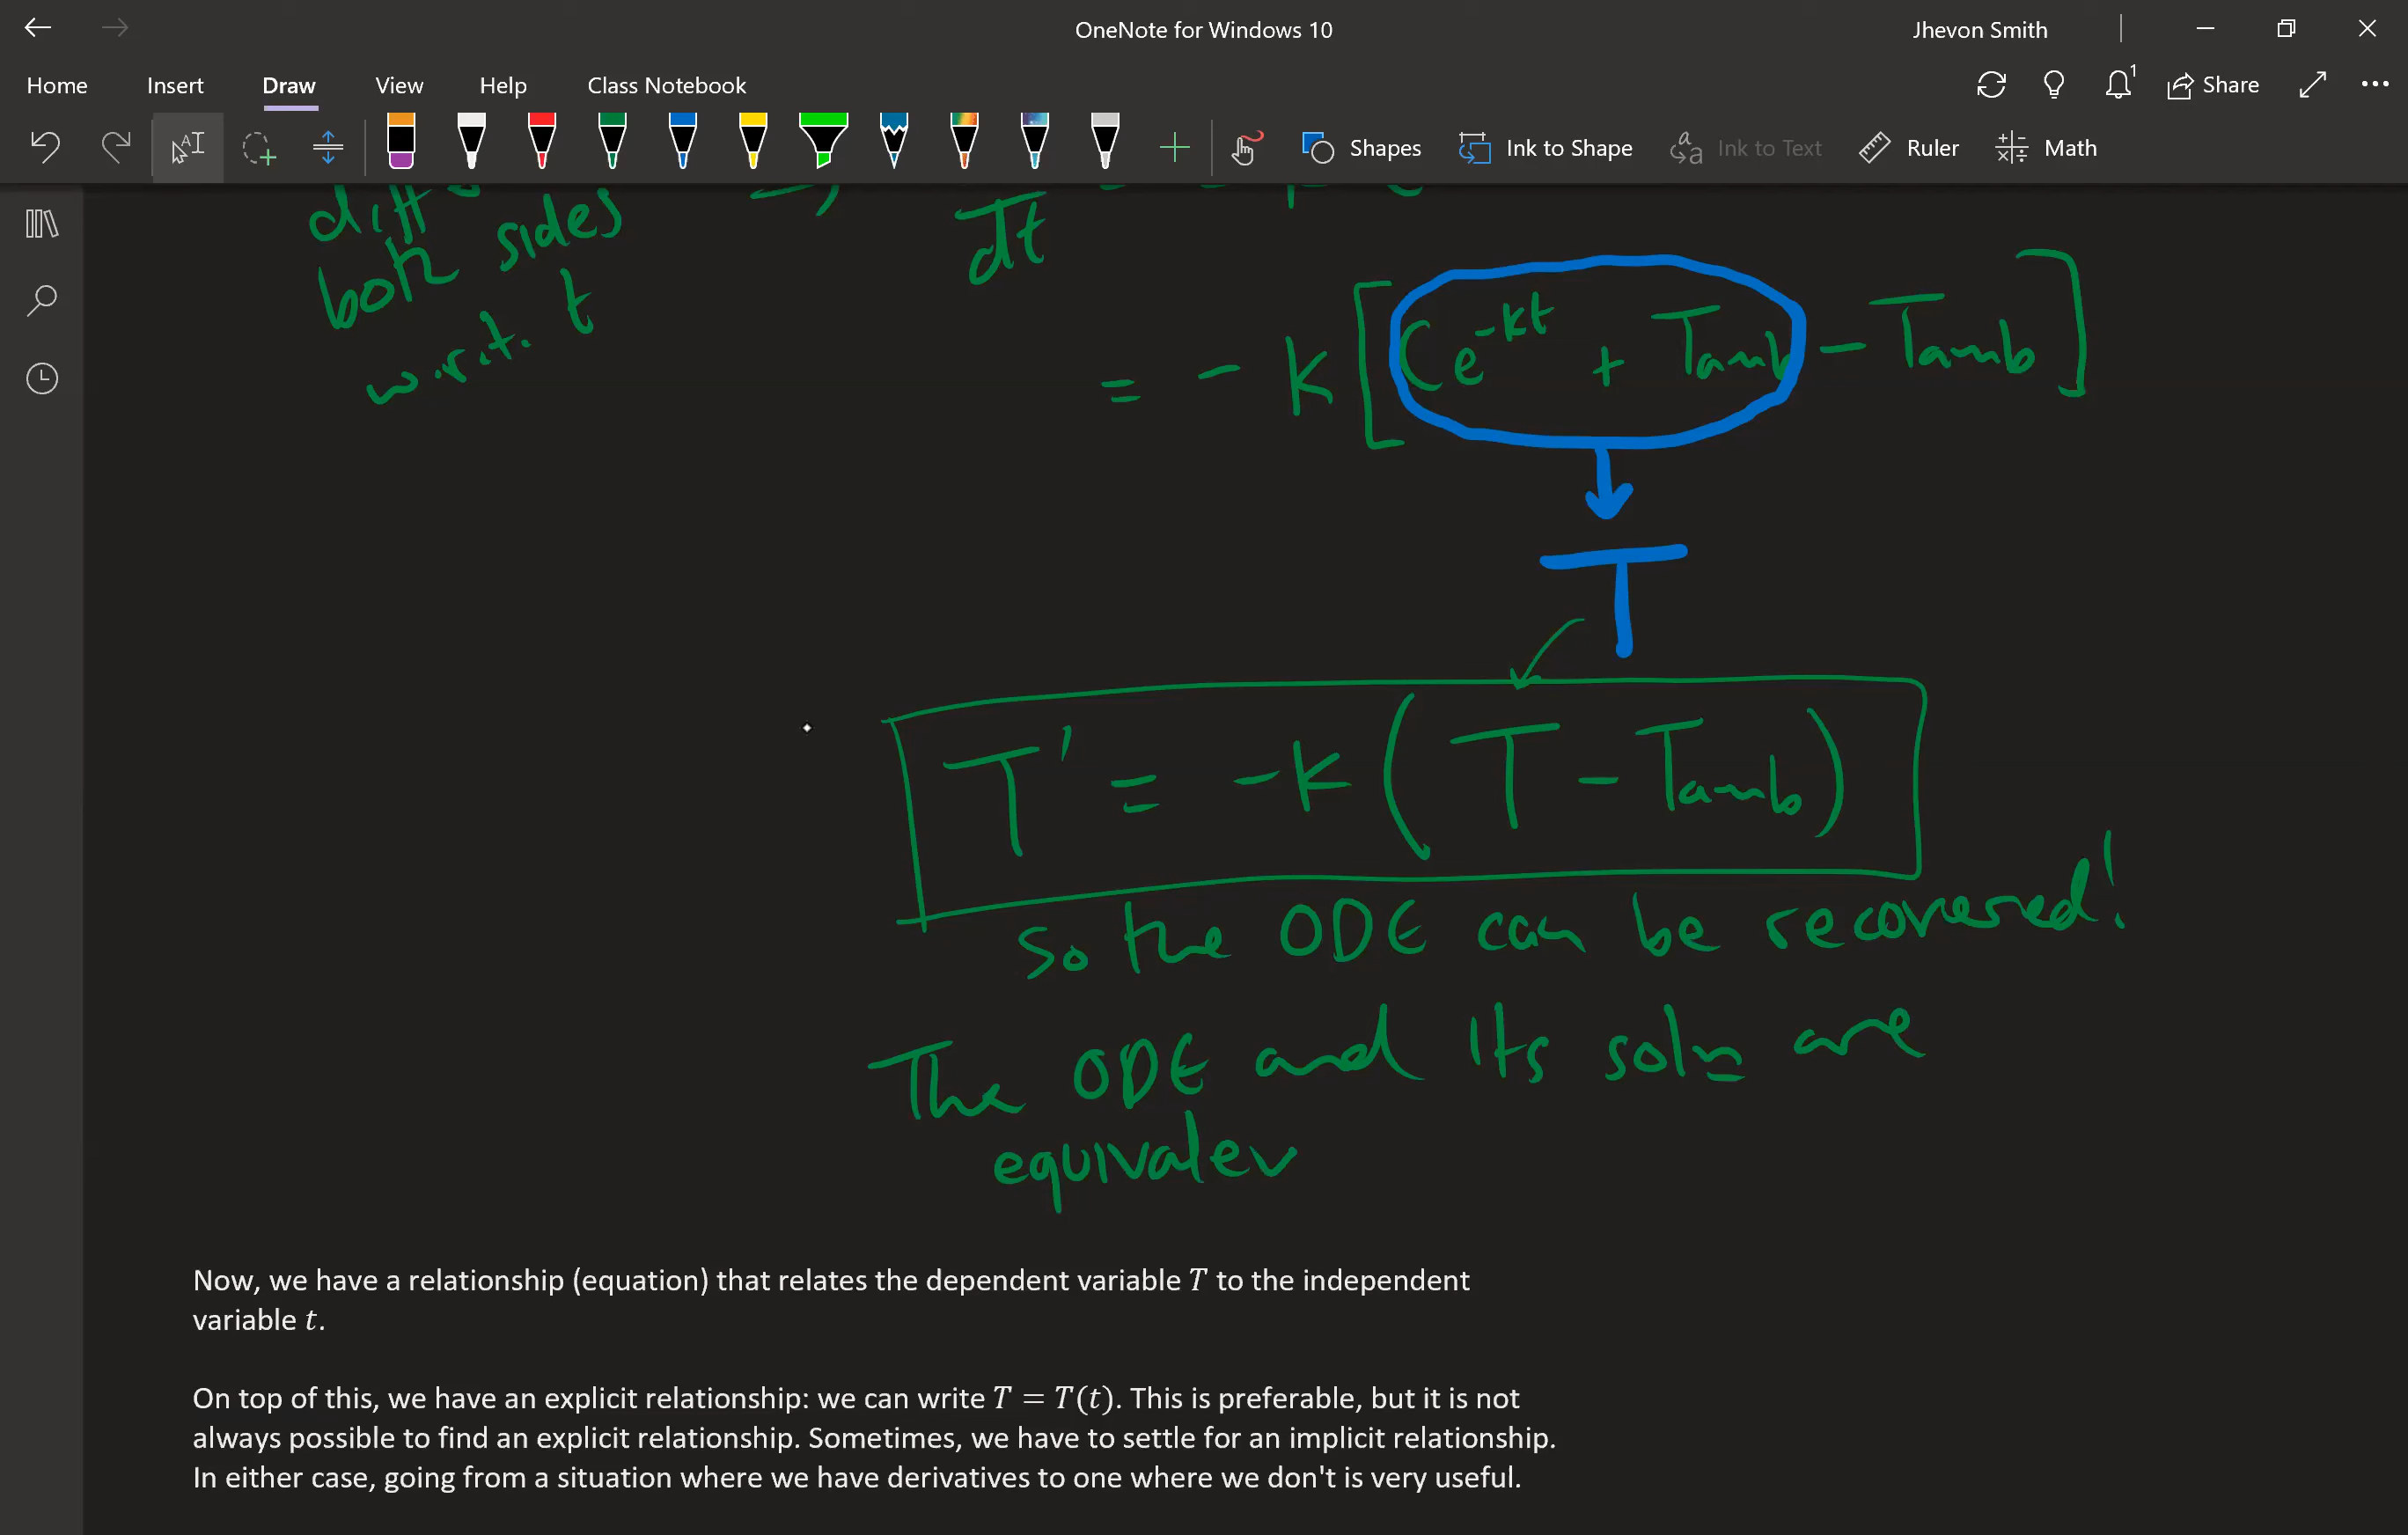 OneNote for Windows 10
Jhevon Smith
Home Insert Draw View Help Class Notebook
1 Share
Shapes Ink to Shape Ink to Text Ruler Math
diff
both sides
w.r.t. t
dt
= - k [ C e^-kt + Tamb - Tamb ]
T
T' = -k ( T - Tamb )
So the ODE can be recovered!
The ODE and its soln are
equivalen
Now, we have a relationship (equation) that relates the dependent variable T to the independent
variable t.
On top of this, we have an explicit relationship: we can write T = T(t). This is preferable, but it is not
always possible to find an explicit relationship. Sometimes, we have to settle for an implicit relationship.
In either case, going from a situation where we have derivatives to one where we don't is very useful.